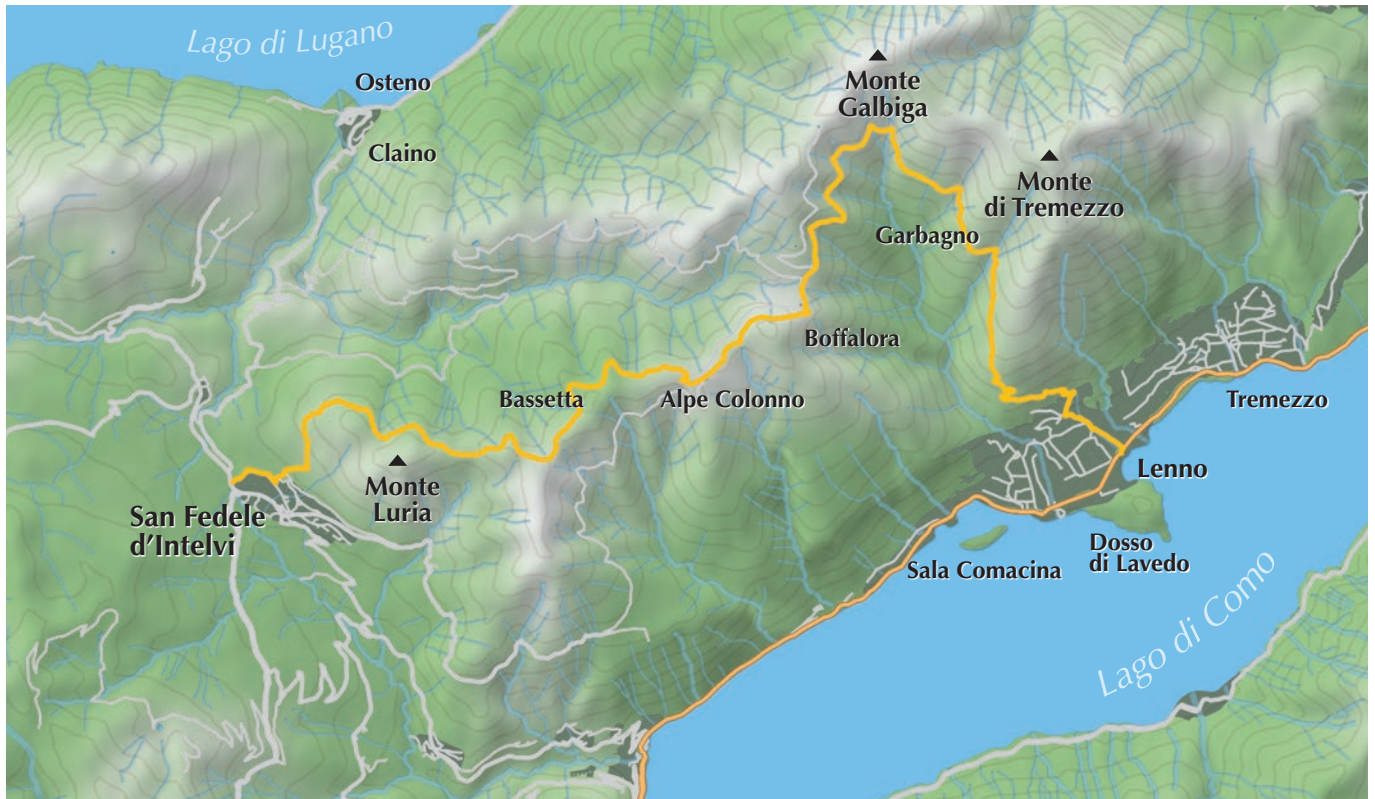 Lago di Lugano
Osteno
Claino
Monte
Galbiga
Monte
di Tremezzo
Garbagno
Boffalora
Bassetta
Alpe Colonno
Tremezzo
Monte
Luria
Lenno
San Fedele
d'Intelvi
Dosso
di Lavedo
Sala Comacina
Lago di Como